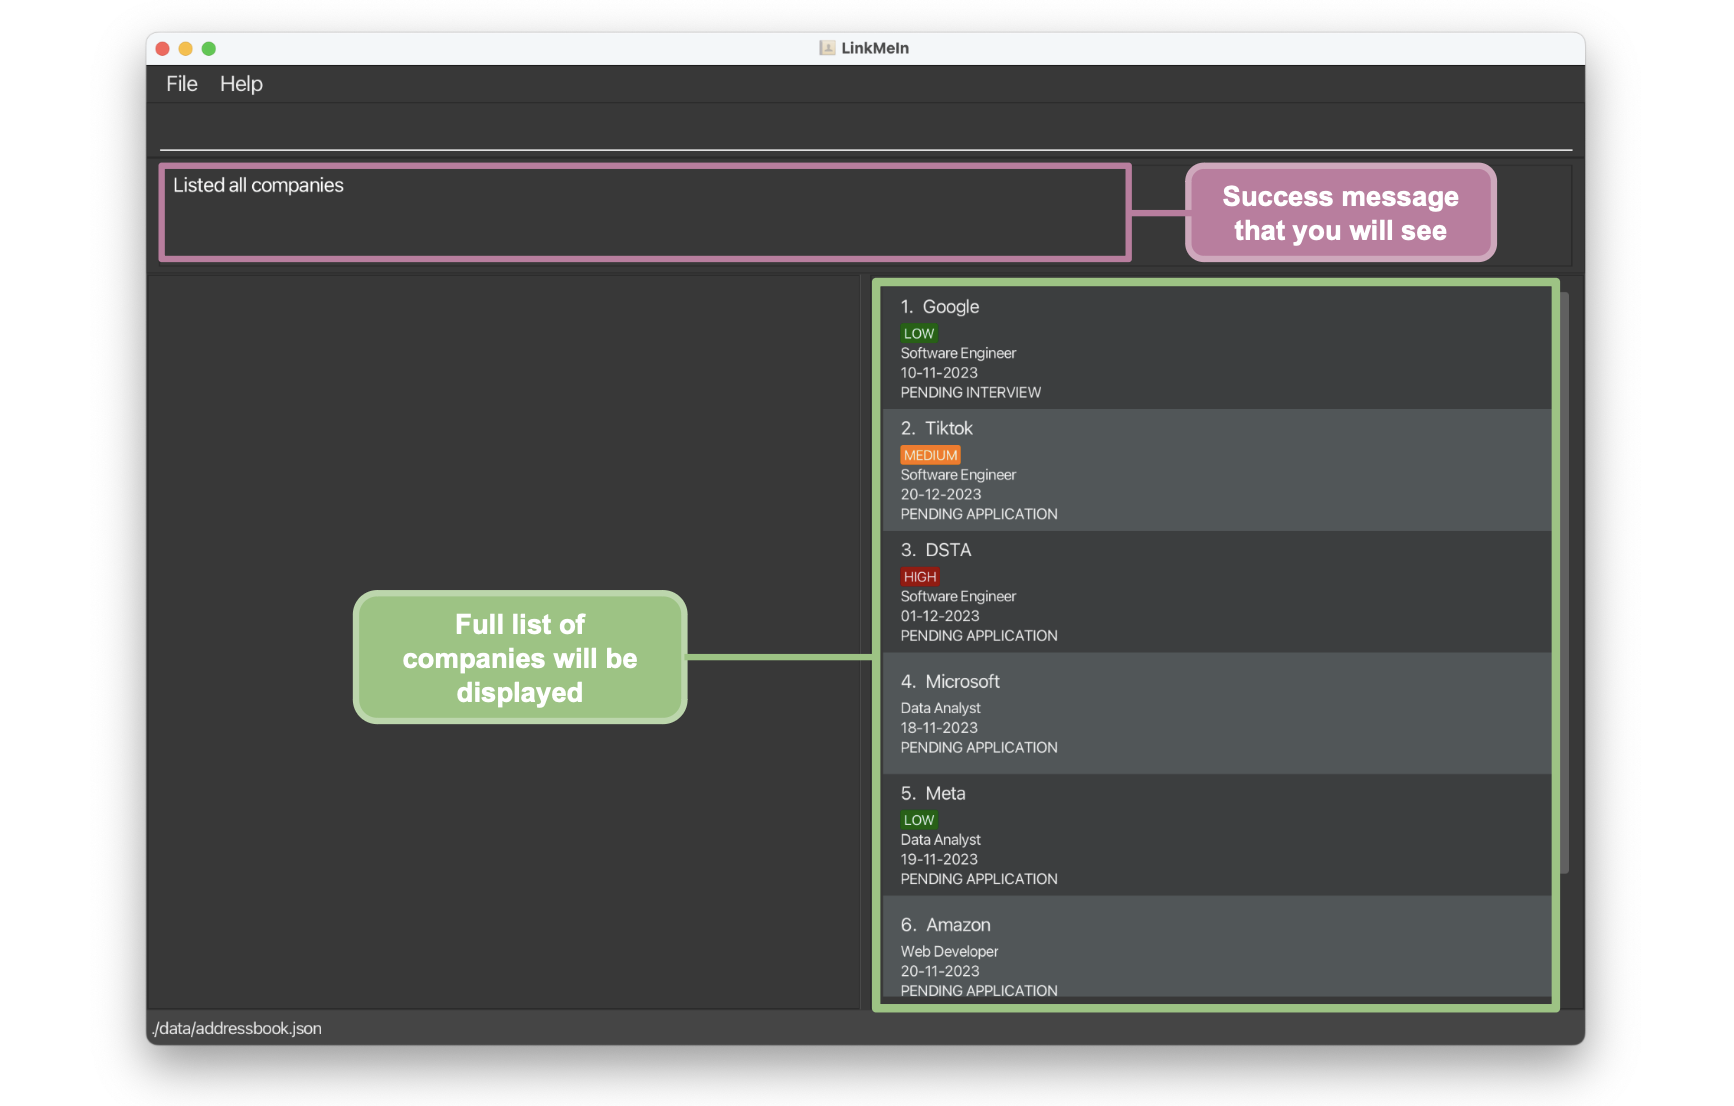 LinkMeIn
File Help
Listed all companies
Success message
that you will see
1. Google
LOW
Software Engineer
10-11-2023
PENDING INTERVIEW
2. Tiktok
MEDIUM
Software Engineer
20-12-2023
PENDING APPLICATION
3. DSTA
HIGH
Software Engineer
01-12-2023
PENDING APPLICATION
Full list of
companies will be
displayed
4. Microsoft
Data Analyst
18-11-2023
PENDING APPLICATION
5. Meta
LOW
Data Analyst
19-11-2023
PENDING APPLICATION
6. Amazon
Web Developer
20-11-2023
PENDING APPLICATION
./data/addressbook.json